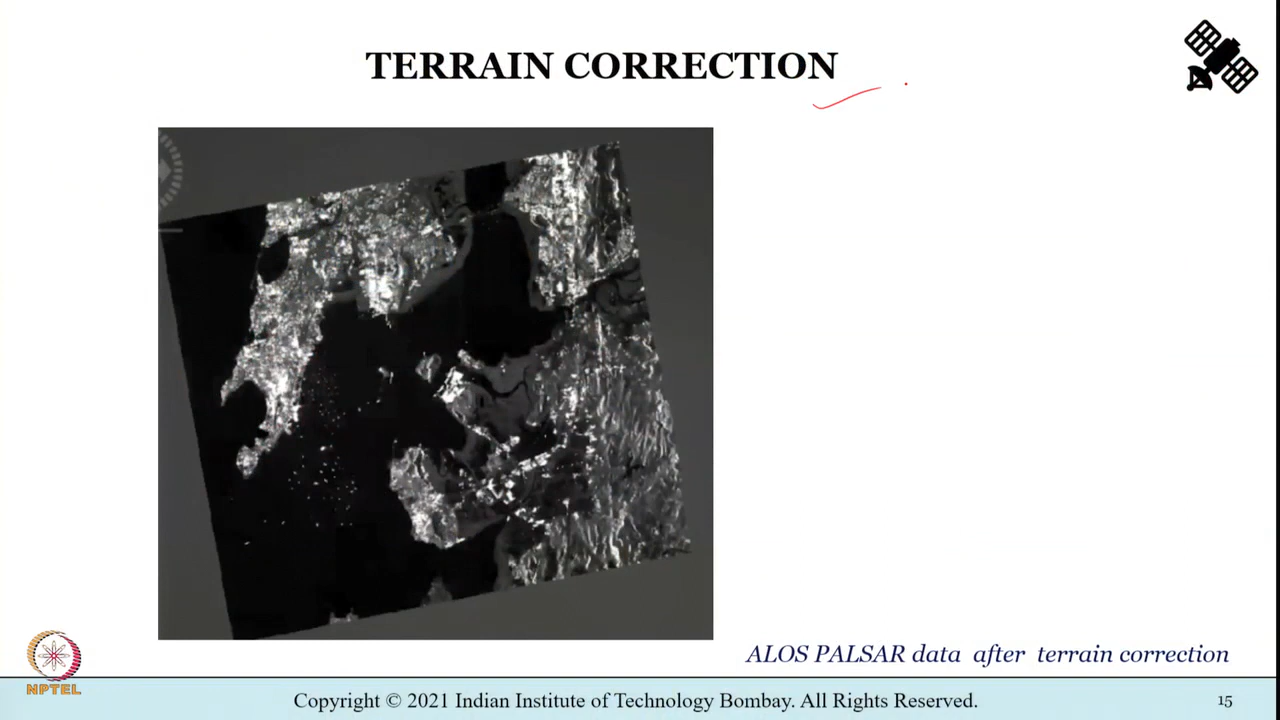 TERRAIN CORRECTION
ALOS PALSAR data after terrain correction
NPTEL
Copyright © 2021 Indian Institute of Technology Bombay. All Rights Reserved.
15